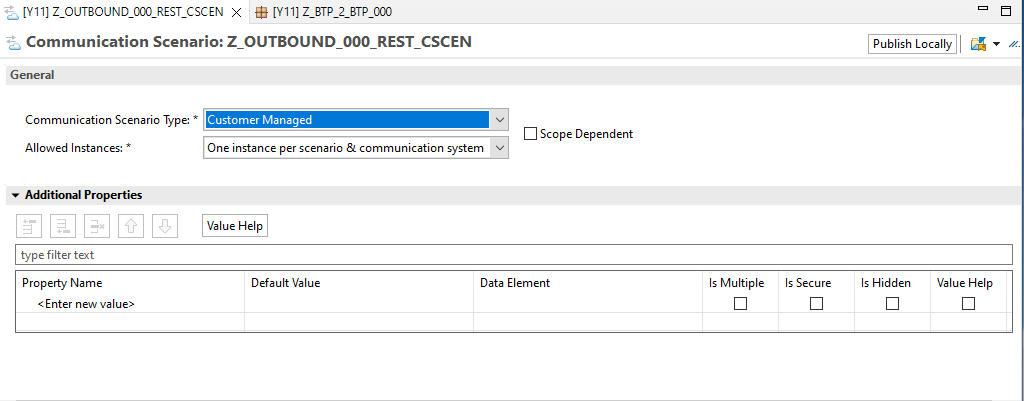 [Y11] Z_OUTBOUND_000_REST_CSCEN [Y11] Z_BTP_2_BTP_000
Communication Scenario: Z_OUTBOUND_000_REST_CSCEN Publish Locally
General
Communication Scenario Type: * Customer Managed
Scope Dependent
Allowed Instances: * One instance per scenario & communication system
Additional Properties
Value Help
type filter text
Property Name Default Value Data Element Is Multiple Is Secure Is Hidden Value Help
<Enter new value>